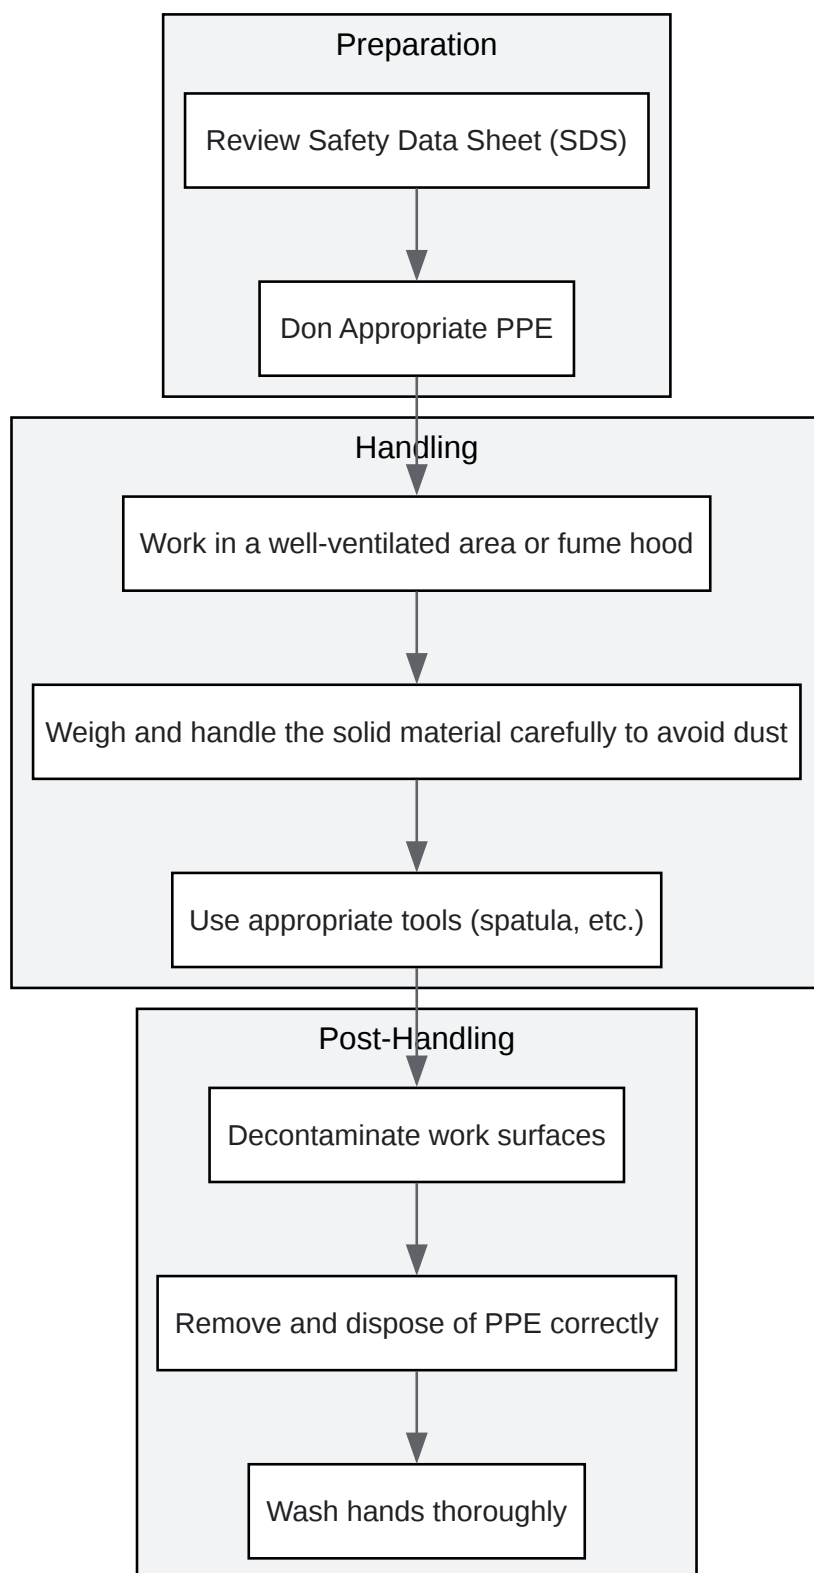 Preparation
Review Safety Data Sheet (SDS)
Don Appropriate PPE
Handling
Work in a well-ventilated area or fume hood
Weigh and handle the solid material carefully to avoid dust
Use appropriate tools (spatula, etc.)
Post-Handling
Decontaminate work surfaces
Remove and dispose of PPE correctly
Wash hands thoroughly